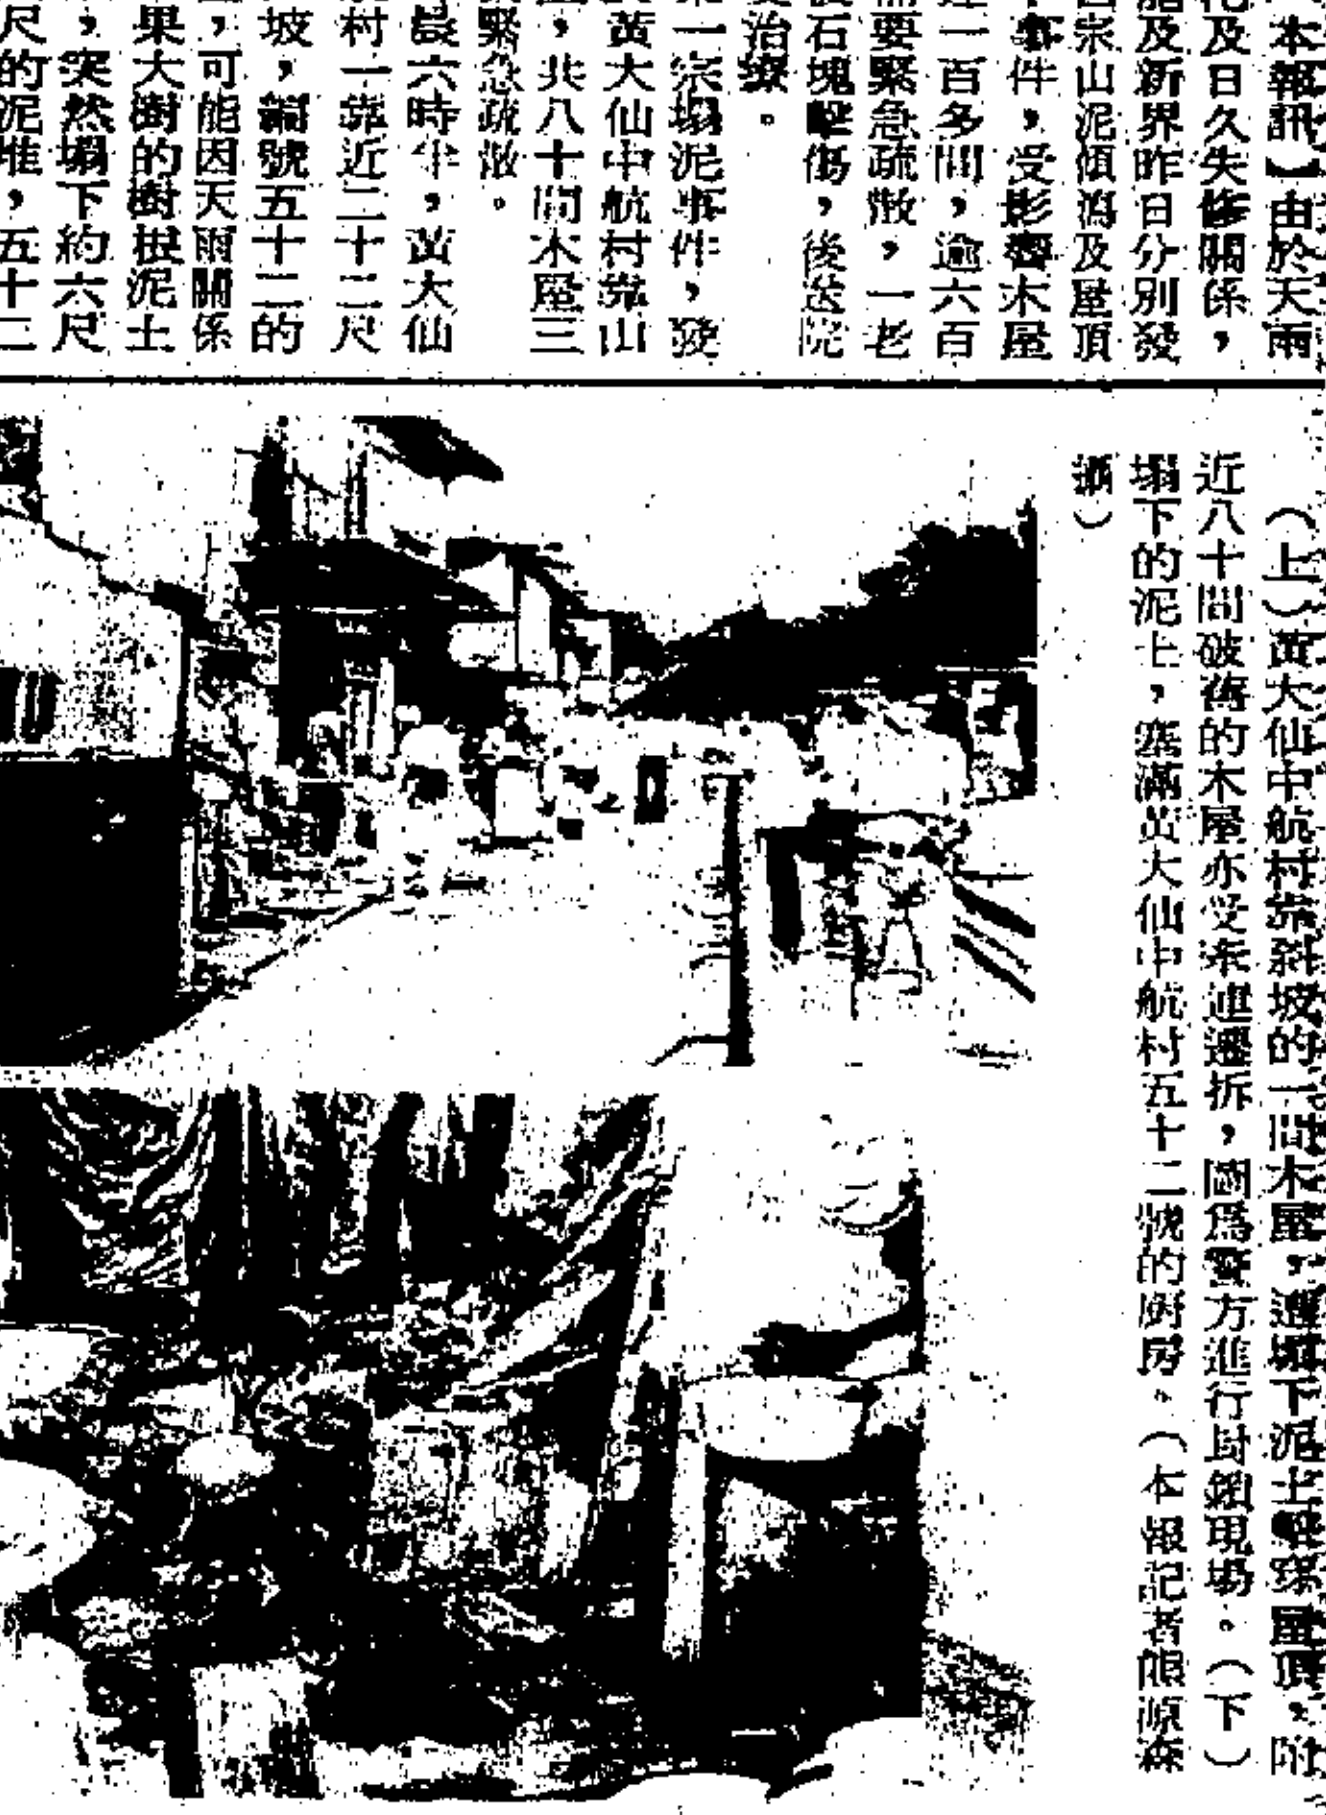 本報訊】由於天雨
化及日久失修關係，
及新界昨日分別發
宗山泥傾瀉及屋頂
事件，受影響木屋
達一百多間，逾六百
需要緊急疏散，一老
被石塊擊傷，後送院
受治療。
第一宗塌泥事件，發
黃大仙中航村靠山
，共八十間木屋三
緊急疏散。
晨六時半，黃大仙
村一靠近二十二尺
坡，編號五十二的
，可能因天雨關係
果大樹的樹根泥土
，突然塌下約六尺
尺的泥堆，五十二
（上）黃大仙中航村靠斜坡的一間木屋，遭塌下泥土擊穿屋頂，附
近八十間破舊的木屋亦受牽連遷拆，圖為警方進行封鎖現場。（下）
塌下的泥土，塞滿黃大仙中航村五十二號的廚房。（本報記者熊源森
攝）